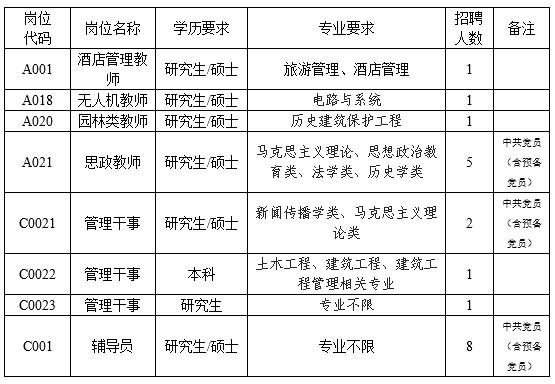 岗位代码 岗位名称 学历要求 专业要求 招聘人数 备注
A001 酒店管理教师 研究生/硕士 旅游管理、酒店管理 1
A018 无人机教师 研究生/硕士 电路与系统 1
A020 园林类教师 研究生/硕士 历史建筑保护工程 1
A021 思政教师 研究生/硕士 马克思主义理论、思想政治教育类、法学类、历史学类 5 中共党员（含预备党员）
C0021 管理干事 研究生/硕士 新闻传播学类、马克思主义理论类 2 中共党员（含预备党员）
C0022 管理干事 本科 土木工程、建筑工程、建筑工程管理相关专业 1
C0023 管理干事 研究生 专业不限 1
C001 辅导员 研究生/硕士 专业不限 8 中共党员（含预备党员）